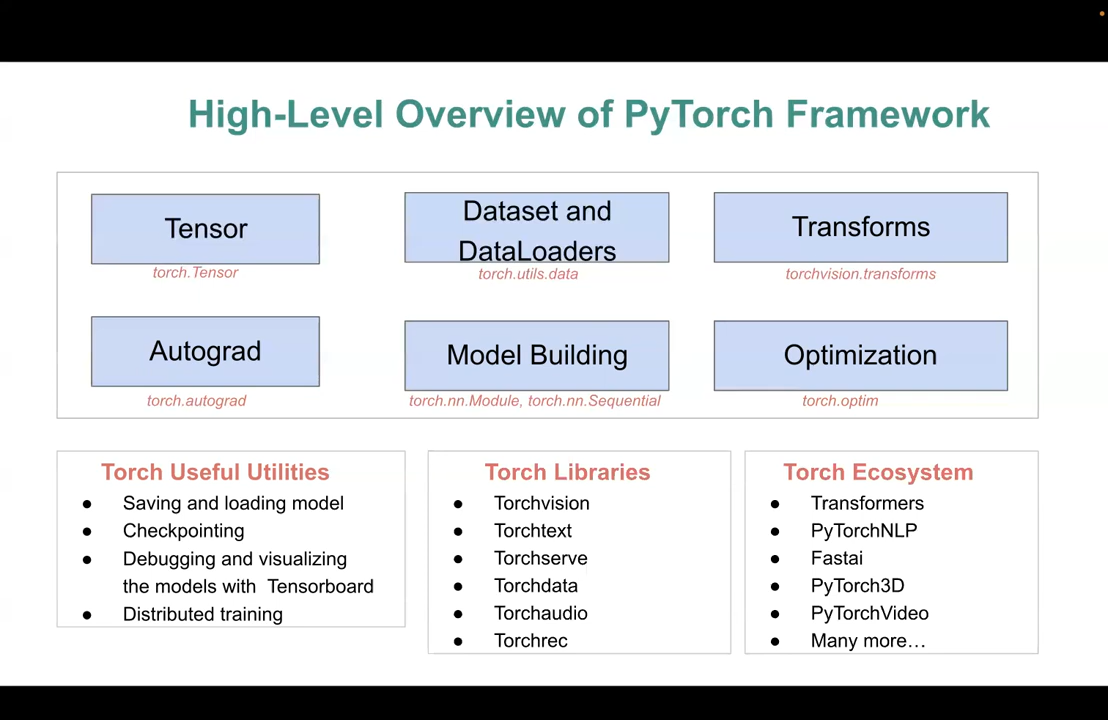 High-Level Overview of PyTorch Framework
Tensor
torch.Tensor
Dataset and
DataLoaders
torch.utils.data
Transforms
torchvision.transforms
Autograd
torch.autograd
Model Building
torch.nn.Module, torch.nn.Sequential
Optimization
torch.optim
Torch Useful Utilities
● Saving and loading model
● Checkpointing
● Debugging and visualizing
the models with Tensorboard
● Distributed training
Torch Libraries
● Torchvision
● Torchtext
● Torchserve
● Torchdata
● Torchaudio
● Torchrec
Torch Ecosystem
● Transformers
● PyTorchNLP
● Fastai
● PyTorch3D
● PyTorchVideo
● Many more…